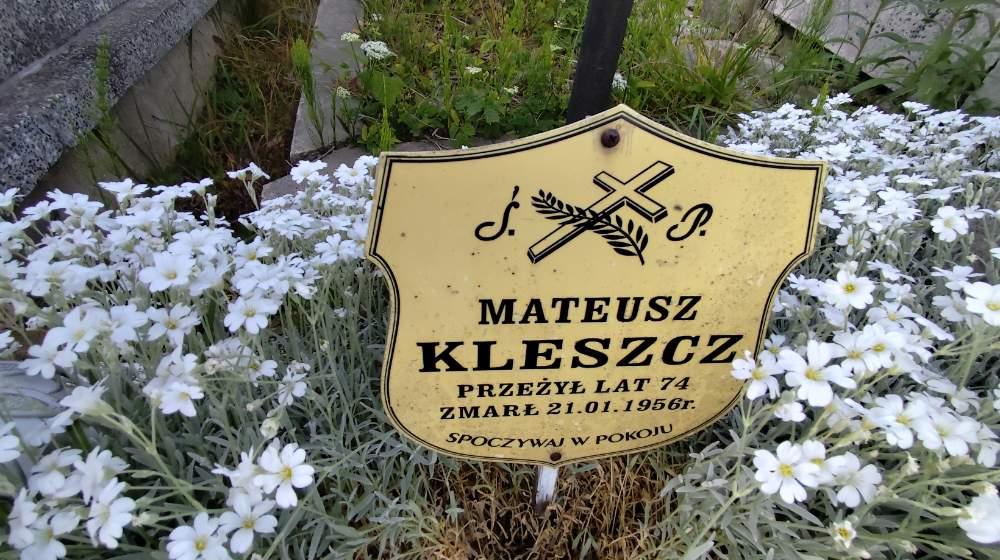 Ś. P.
MATEUSZ
KLESZCZ
PRZEŻYŁ LAT 74
ZMARŁ 21.01.1956r.
SPOCZYWAJ W POKOJU